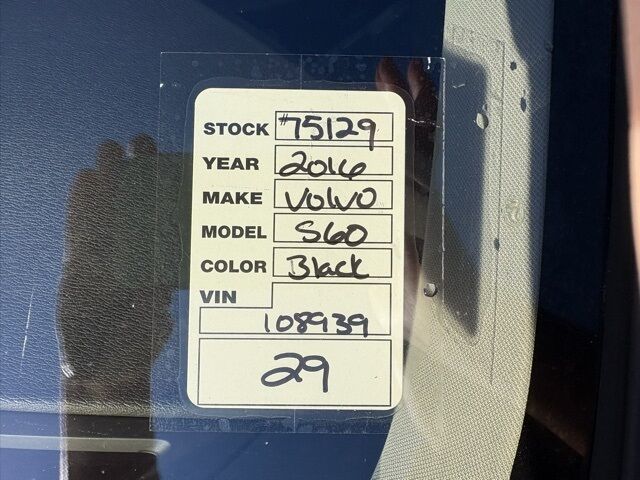 STOCK #75129
YEAR 2016
MAKE VOLVO
MODEL S60
COLOR Black
VIN
108939
29